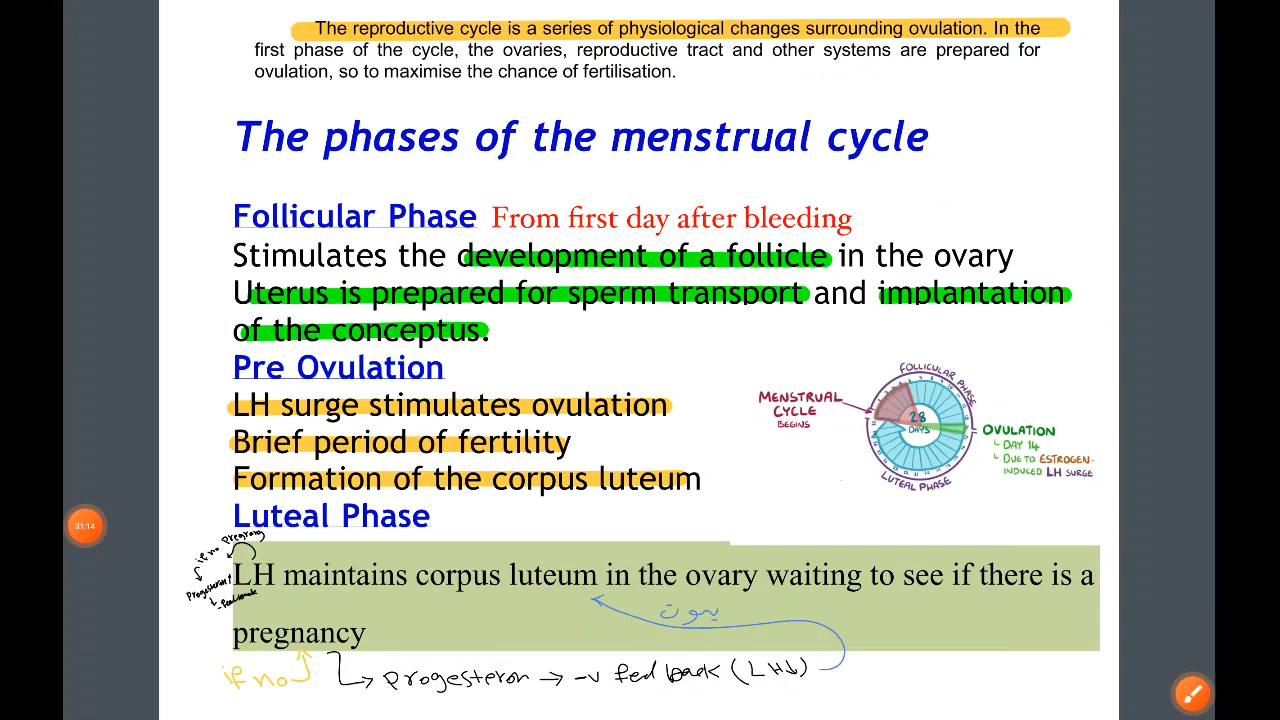 The reproductive cycle is a series of physiological changes surrounding ovulation. In the
first phase of the cycle, the ovaries, reproductive tract and other systems are prepared for
ovulation, so to maximise the chance of fertilisation.
The phases of the menstrual cycle
Follicular Phase From first day after bleeding
Stimulates the development of a follicle in the ovary
Uterus is prepared for sperm transport and implantation
of the conceptus.
Pre Ovulation
LH surge stimulates ovulation
Brief period of fertility
Formation of the corpus luteum
FOLLICULAR PHASE
MENSTRUAL
CYCLE
BEGINS
28
DAYS
OVULATION
DAY 14
DUE TO ESTROGEN-
INDUCED LH SURGE
LUTEAL PHASE
Luteal Phase
31:14
if no
LH maintains corpus luteum in the ovary waiting to see if there is a
يموت
pregnancy
if no
progesteron → -v fedback (LH↓)